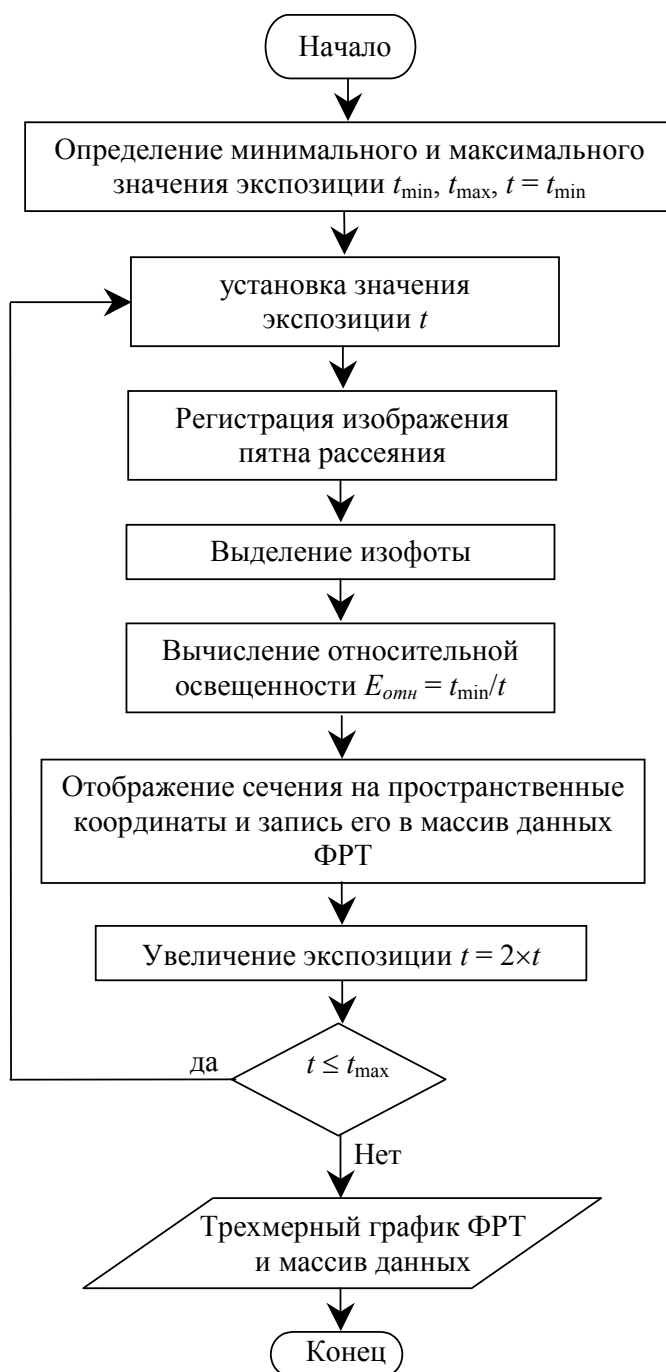 Начало
Определение минимального и максимального
значения экспозиции tmin, tmax, t = tmin
установка значения
экспозиции t
Регистрация изображения
пятна рассеяния
Выделение изофоты
Вычисление относительной
освещенности Eотн = tmin/t
Отображение сечения на пространственные
координаты и запись его в массив данных
ФРТ
Увеличение экспозиции t = 2×t
да
t ≤ tmax
Нет
Трехмерный график ФРТ
и массив данных
Конец